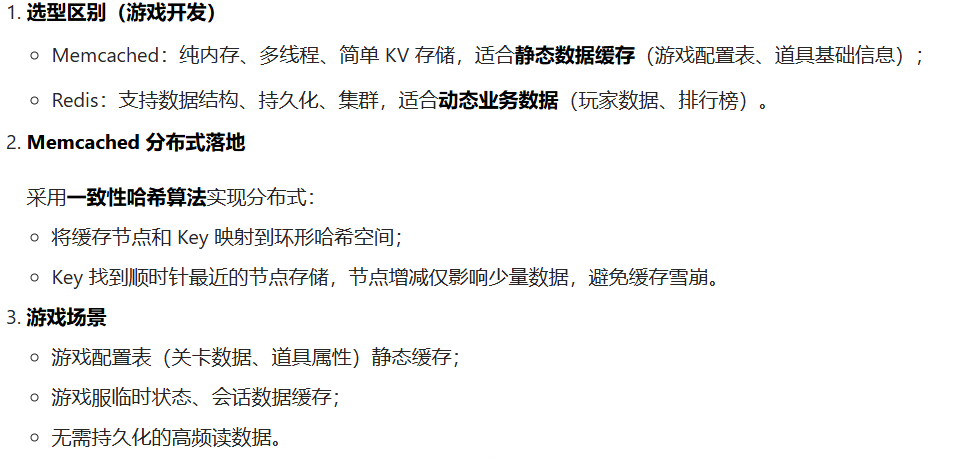 1. 选型区别（游戏开发）
○ Memcached：纯内存、多线程、简单 KV 存储，适合静态数据缓存（游戏配置表、道具基础信息）；
○ Redis：支持数据结构、持久化、集群，适合动态业务数据（玩家数据、排行榜）。
2. Memcached 分布式落地
采用一致性哈希算法实现分布式：
○ 将缓存节点和 Key 映射到环形哈希空间；
○ Key 找到顺时针最近的节点存储，节点增减仅影响少量数据，避免缓存雪崩。
3. 游戏场景
○ 游戏配置表（关卡数据、道具属性）静态缓存；
○ 游戏服临时状态、会话数据缓存；
○ 无需持久化的高频读数据。